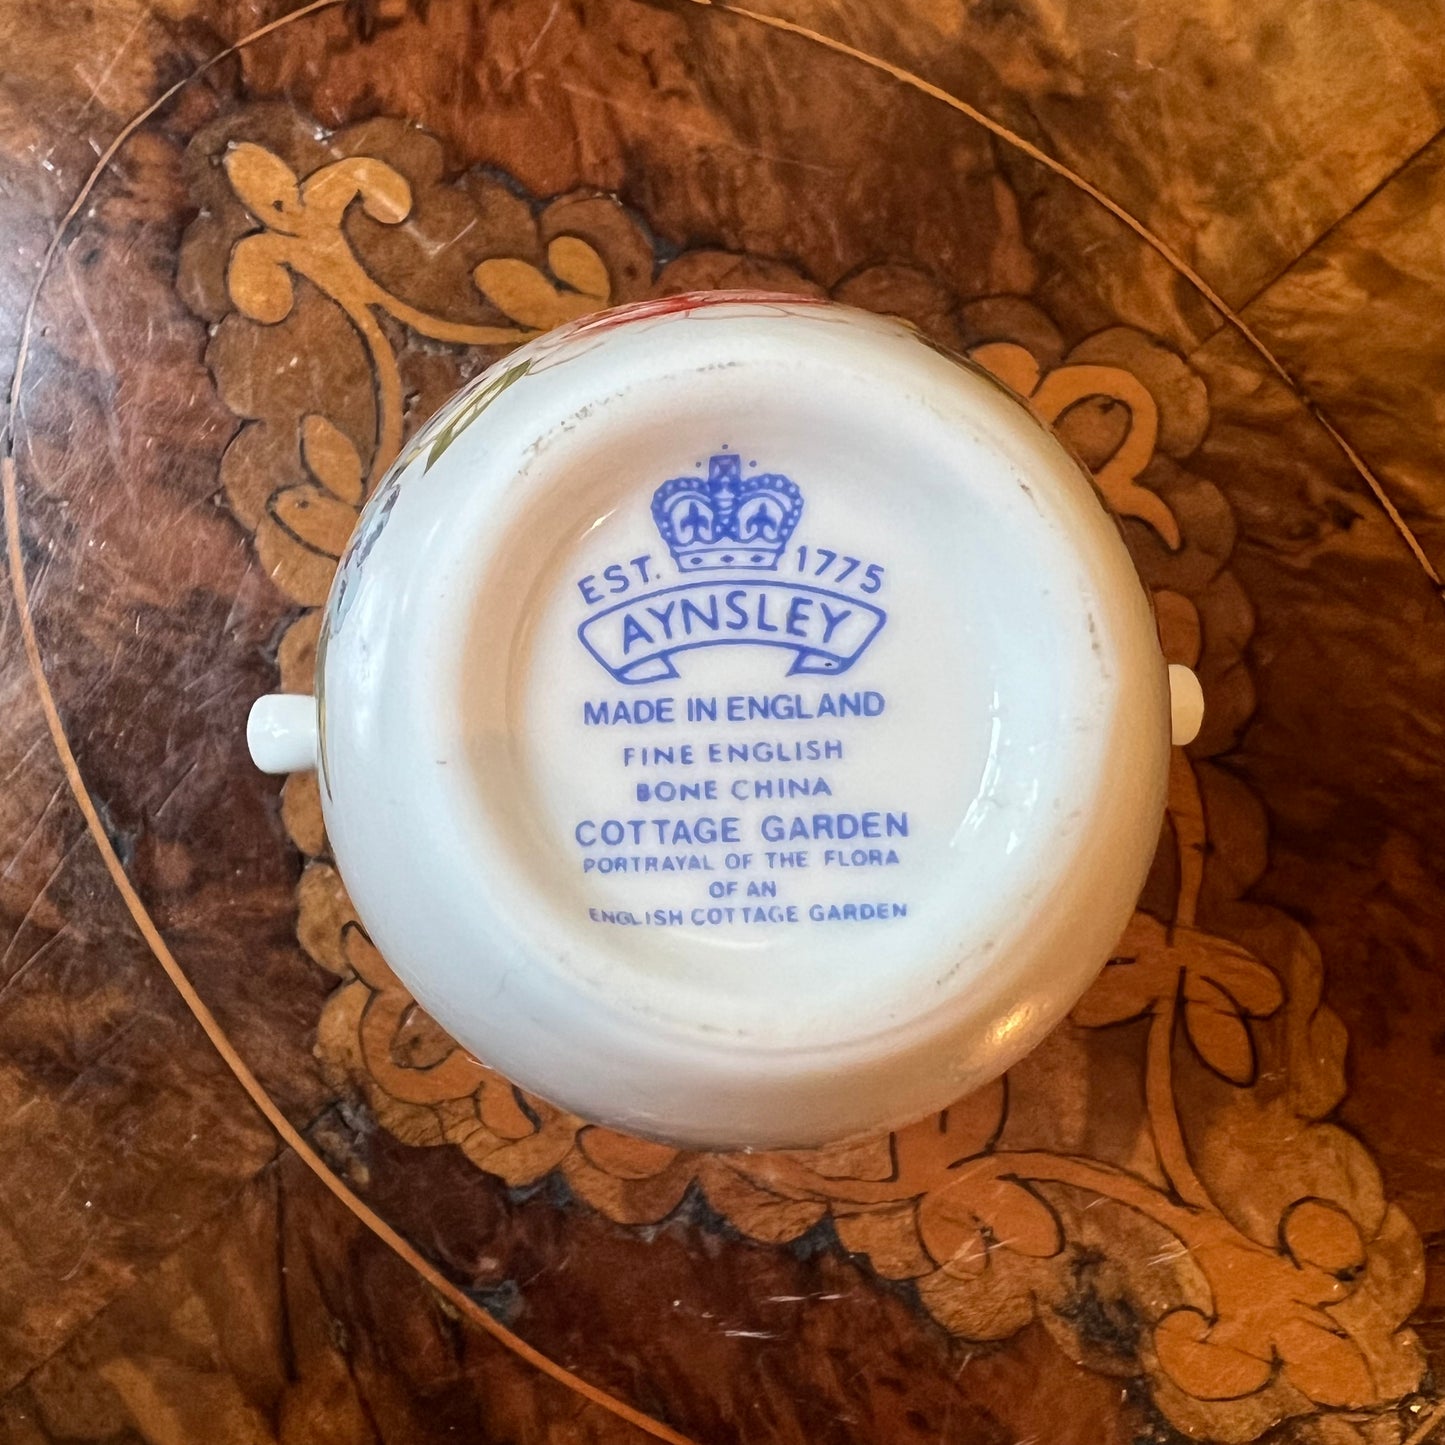 EST. 1775
AYNSLEY
MADE IN ENGLAND
FINE ENGLISH
BONE CHINA
COTTAGE GARDEN
PORTRAYAL OF THE FLORA
OF AN
ENGLISH COTTAGE GARDEN